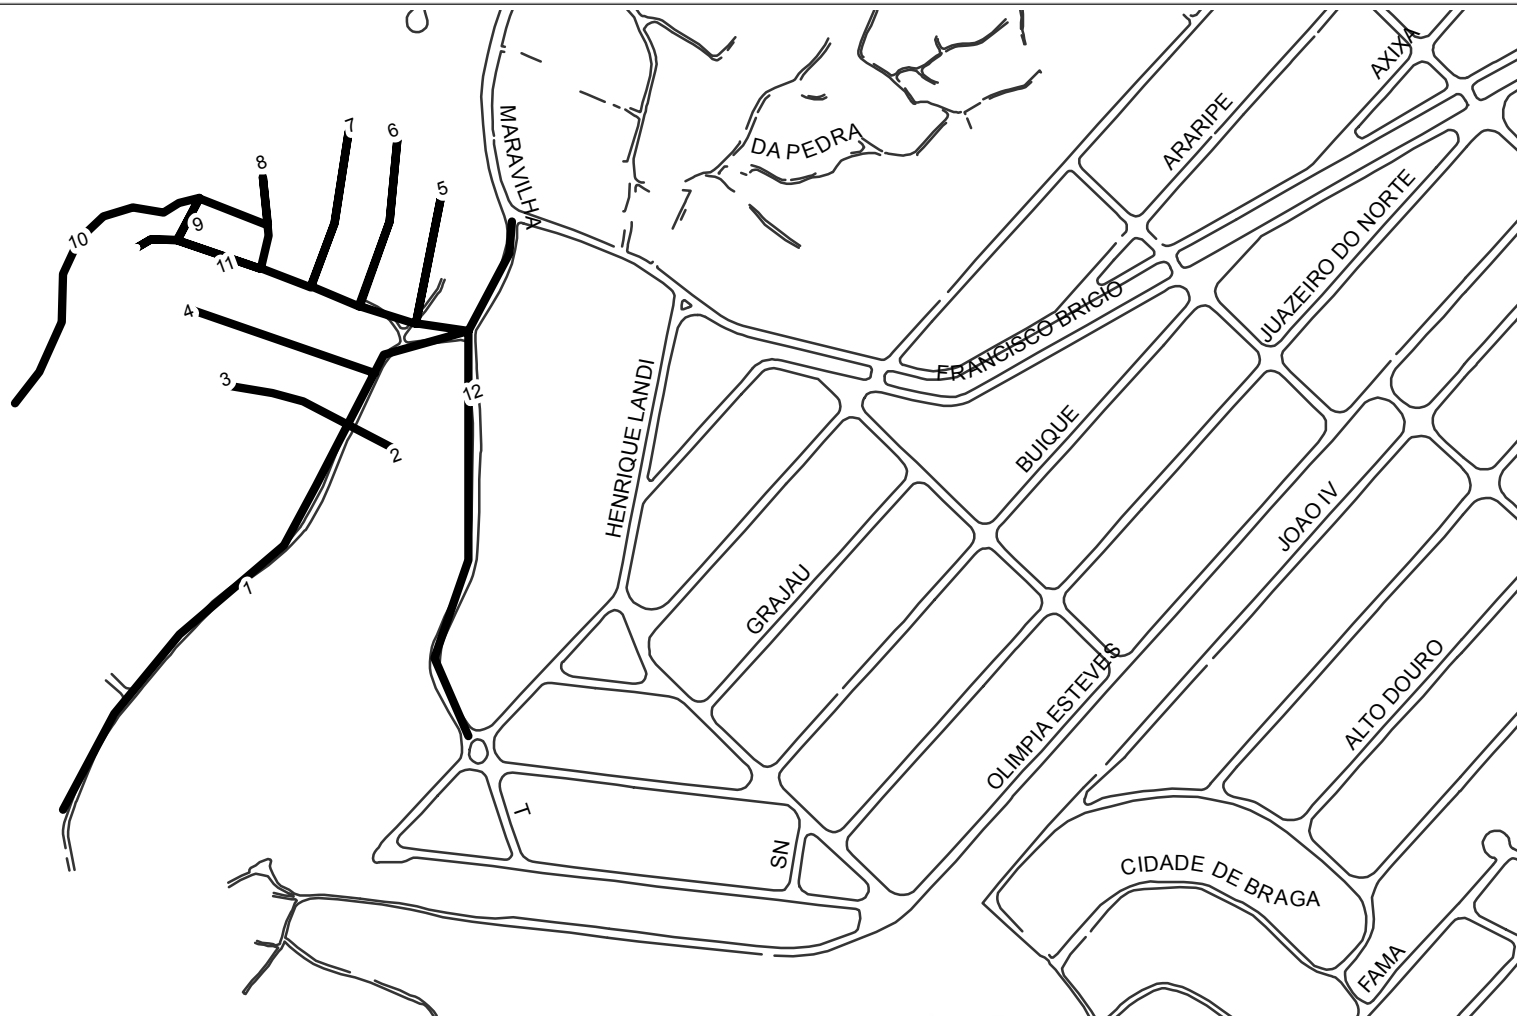 AXIXA
MARAVILHA
ARARIPE
DA PEDRA
7
6
8
5
9
10
11
4
JUAZEIRO DO NORTE
FRANCISCO BRICIO
3
12
HENRIQUE LANDI
BUIQUE
2
JOAO IV
1
GRAJAU
OLIMPIA ESTEVES
ALTO DOURO
T
SN
CIDADE DE BRAGA
FAMA